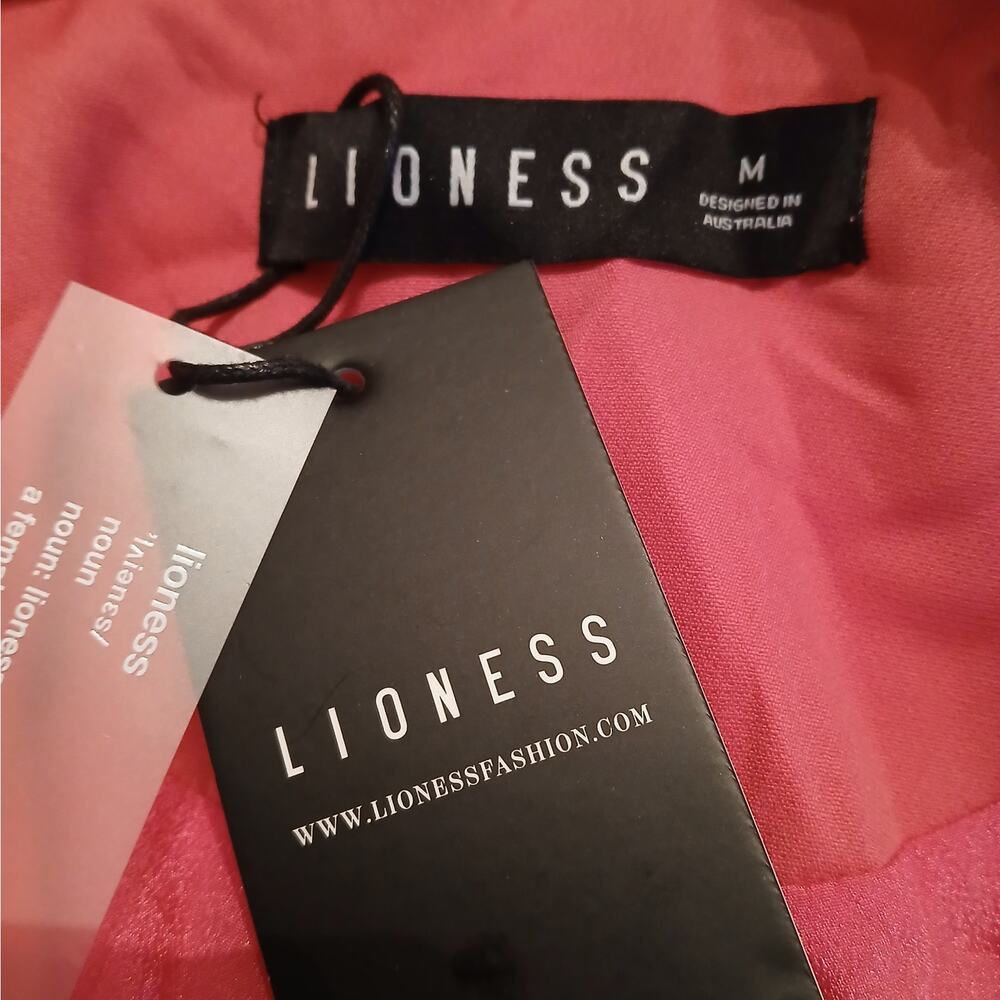 LIONESS
M
DESIGNED IN
AUSTRALIA
LIONESS
WWW.LIONESSFASHION.COM
lioness
noun
noun: lioness
a